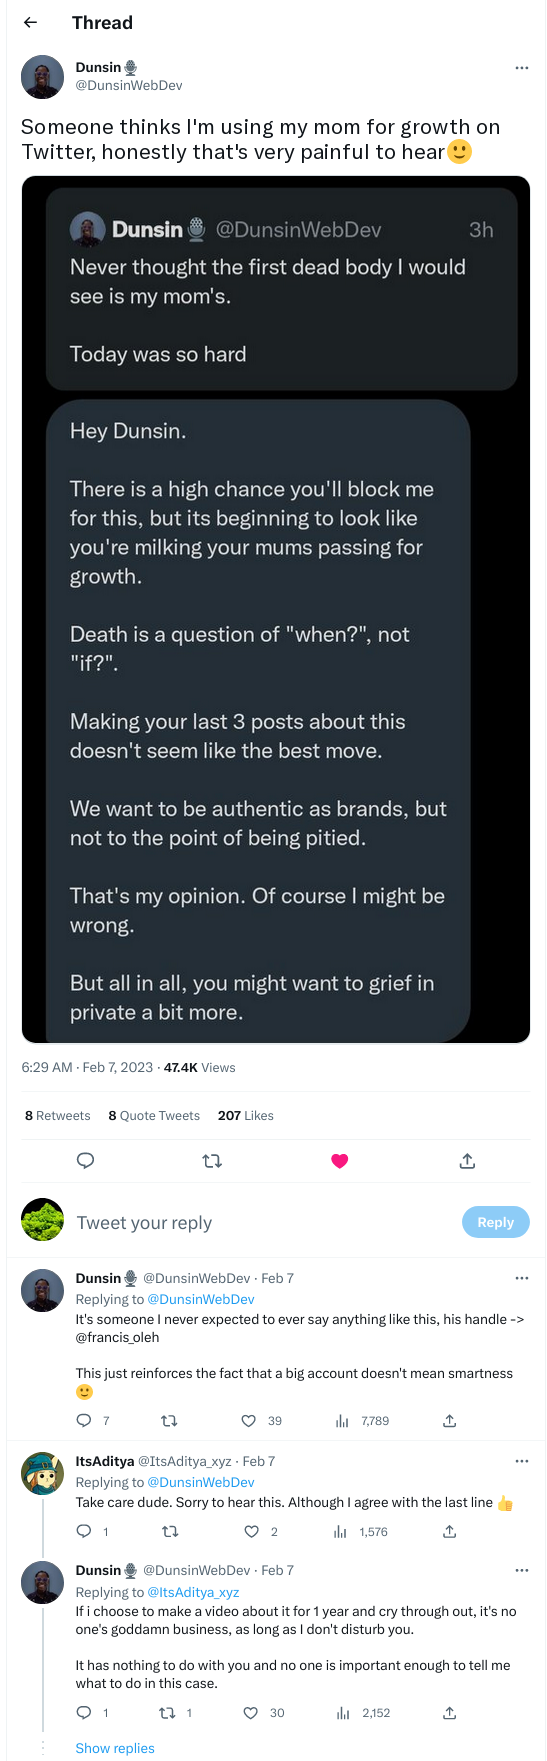 Thread
Dunsin🎙
@DunsinWebDev
Someone thinks I'm using my mom for growth on
Twitter, honestly that's very painful to hear🙂
Dunsin🎙 @DunsinWebDev 3h
Never thought the first dead body I would
see is my mom's.
Today was so hard
Hey Dunsin.
There is a high chance you'll block me
for this, but its beginning to look like
you're milking your mums passing for
growth.
Death is a question of "when?", not
"if?".
Making your last 3 posts about this
doesn't seem like the best move.
We want to be authentic as brands, but
not to the point of being pitied.
That's my opinion. Of course I might be
wrong.
But all in all, you might want to grief in
private a bit more.
6:29 AM · Feb 7, 2023 · 47.4K Views
8 Retweets 8 Quote Tweets 207 Likes
Tweet your reply
Reply
Dunsin🎙 @DunsinWebDev · Feb 7
Replying to @DunsinWebDev
It's someone I never expected to ever say anything like this, his handle ->
@francis_oleh
This just reinforces the fact that a big account doesn't mean smartness
🙂
7 39 7,789
ItsAditya @ItsAditya_xyz · Feb 7
Replying to @DunsinWebDev
Take care dude. Sorry to hear this. Although I agree with the last line 👍
1 2 1,576
Dunsin🎙 @DunsinWebDev · Feb 7
Replying to @ItsAditya_xyz
If i choose to make a video about it for 1 year and cry through out, it's no
one's goddamn business, as long as I don't disturb you.
It has nothing to do with you and no one is important enough to tell me
what to do in this case.
1 1 30 2,152
Show replies